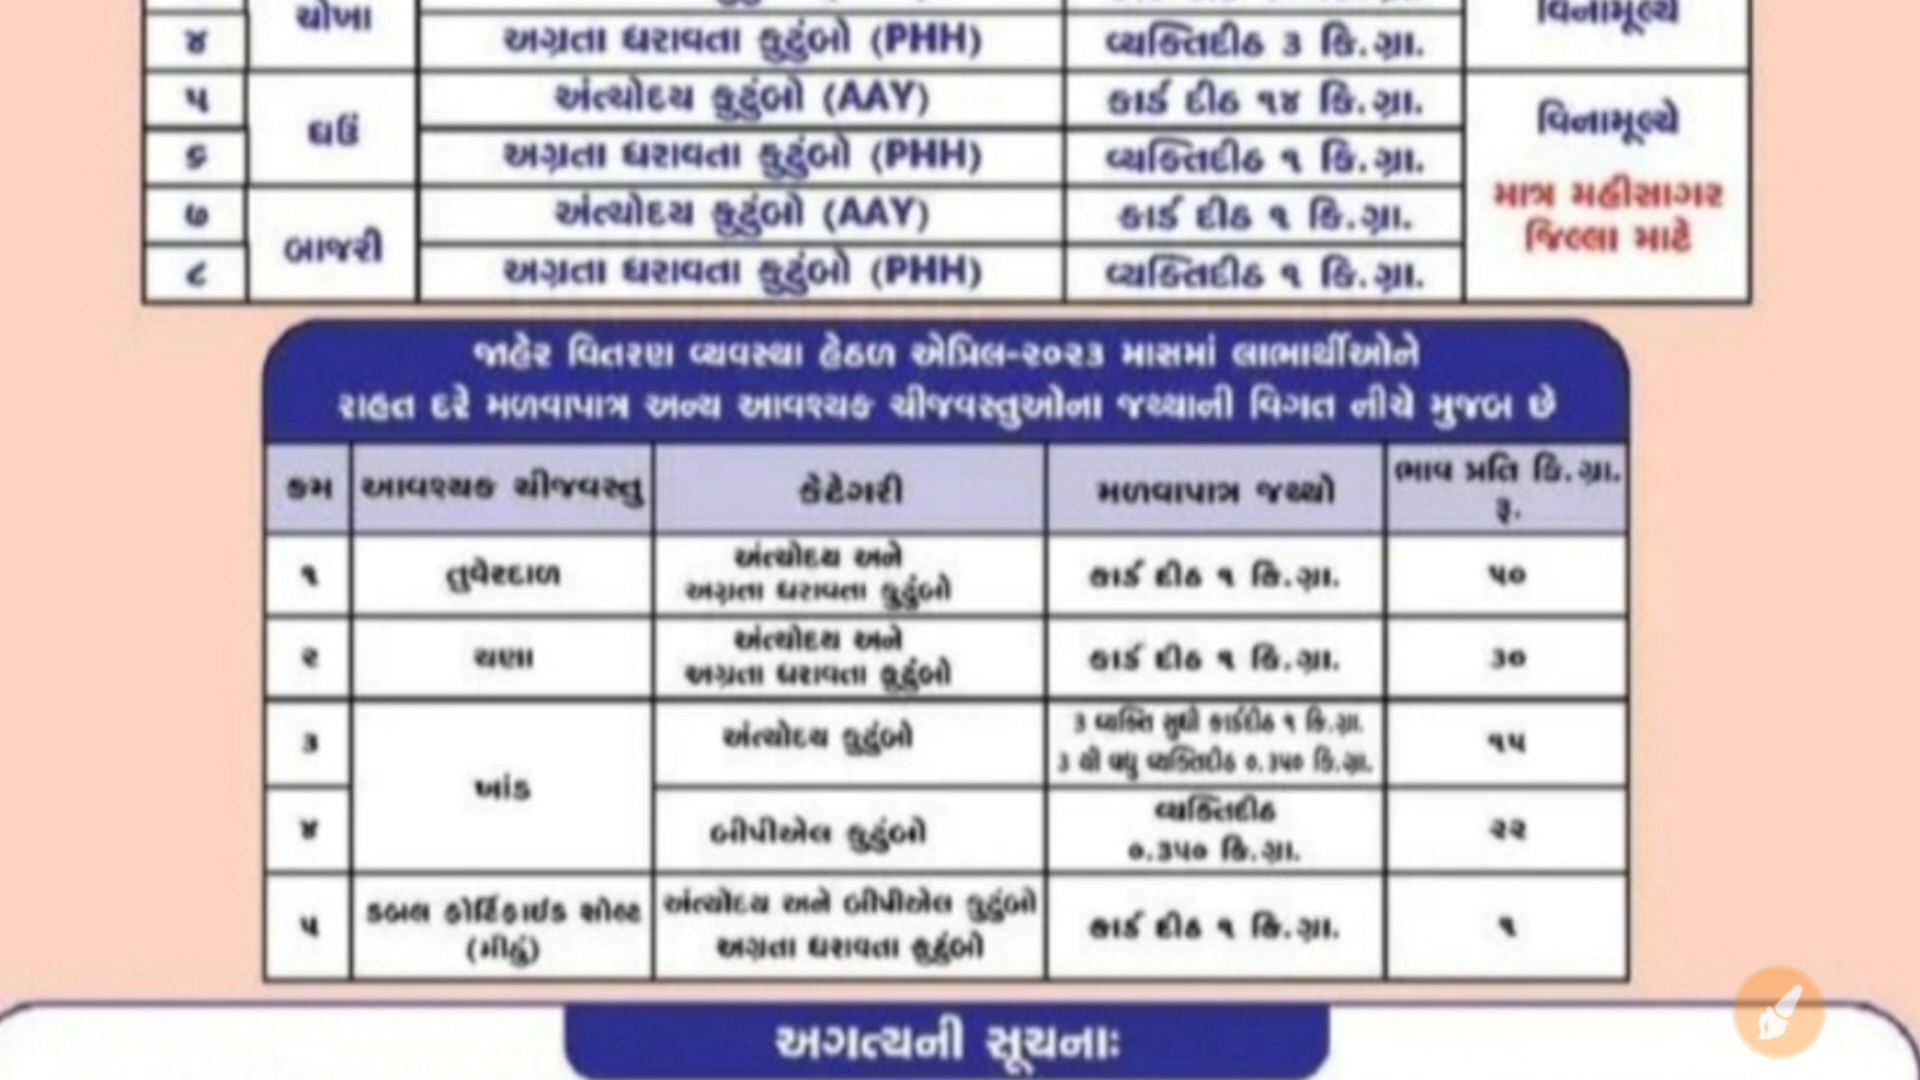 ચોખા
વિનામૂલ્યે
૪ અગ્રતા ધરાવતા કુટુંબો (PHH) વ્યક્તિદીઠ ૩ કિ.ગ્રા.
૫ ઘઉં અંત્યોદય કુટુંબો (AAY) કાર્ડ દીઠ ૧૪ કિ.ગ્રા. વિનામૂલ્યે
૬ અગ્રતા ધરાવતા કુટુંબો (PHH) વ્યક્તિદીઠ ૧ કિ.ગ્રા. માત્ર મહીસાગર
૭ બાજરી અંત્યોદય કુટુંબો (AAY) કાર્ડ દીઠ ૧ કિ.ગ્રા. જિલ્લા માટે
૮ અગ્રતા ધરાવતા કુટુંબો (PHH) વ્યક્તિદીઠ ૧ કિ.ગ્રા.
જાહેર વિતરણ વ્યવસ્થા હેઠળ એપ્રિલ-૨૦૨૩ માસમાં લાભાર્થીઓને
રાહત દરે મળવાપાત્ર અન્ય આવશ્યક ચીજવસ્તુઓના જથ્થાની વિગત નીચે મુજબ છે
ક્રમ આવશ્યક ચીજવસ્તુ કેટેગરી મળવાપાત્ર જથ્થો ભાવ પ્રતિ કિ.ગ્રા. રૂ.
૧ તુવેરદાળ અંત્યોદય અને
અગ્રતા ધરાવતા કુટુંબો કાર્ડ દીઠ ૧ કિ.ગ્રા. ૫૦
૨ ચણા અંત્યોદય અને
અગ્રતા ધરાવતા કુટુંબો કાર્ડ દીઠ ૧ કિ.ગ્રા. ૩૦
૩ ખાંડ અંત્યોદય કુટુંબો ૩ વ્યક્તિ સુધી કાર્ડદીઠ ૧ કિ.ગ્રા.
૩ થી વધુ વ્યક્તિદીઠ ૦.૩૫૦ કિ.ગ્રા. ૧૫
૪ બીપીએલ કુટુંબો વ્યક્તિદીઠ
૦.૩૫૦ કિ.ગ્રા. ૨૨
૫ ડબલ ફોર્ટિફાઈડ સોલ્ટ
(મીઠું) અંત્યોદય અને બીપીએલ કુટુંબો
અગ્રતા ધરાવતા કુટુંબો કાર્ડ દીઠ ૧ કિ.ગ્રા. ૧
અગત્યની સૂચનાઃ